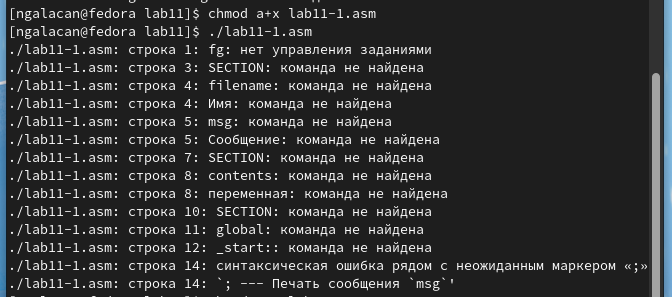 [ngalacan@fedora lab11]$ chmod a+x lab11-1.asm
[ngalacan@fedora lab11]$ ./lab11-1.asm
./lab11-1.asm: строка 1: fg: нет управления заданиями
./lab11-1.asm: строка 3: SECTION: команда не найдена
./lab11-1.asm: строка 4: filename: команда не найдена
./lab11-1.asm: строка 4: Имя: команда не найдена
./lab11-1.asm: строка 5: msg: команда не найдена
./lab11-1.asm: строка 5: Сообщение: команда не найдена
./lab11-1.asm: строка 7: SECTION: команда не найдена
./lab11-1.asm: строка 8: contents: команда не найдена
./lab11-1.asm: строка 8: переменная: команда не найдена
./lab11-1.asm: строка 10: SECTION: команда не найдена
./lab11-1.asm: строка 11: global: команда не найдена
./lab11-1.asm: строка 12: _start:: команда не найдена
./lab11-1.asm: строка 14: синтаксическая ошибка рядом с неожиданным маркером «;»
./lab11-1.asm: строка 14: `; --- Печать сообщения `msg`'